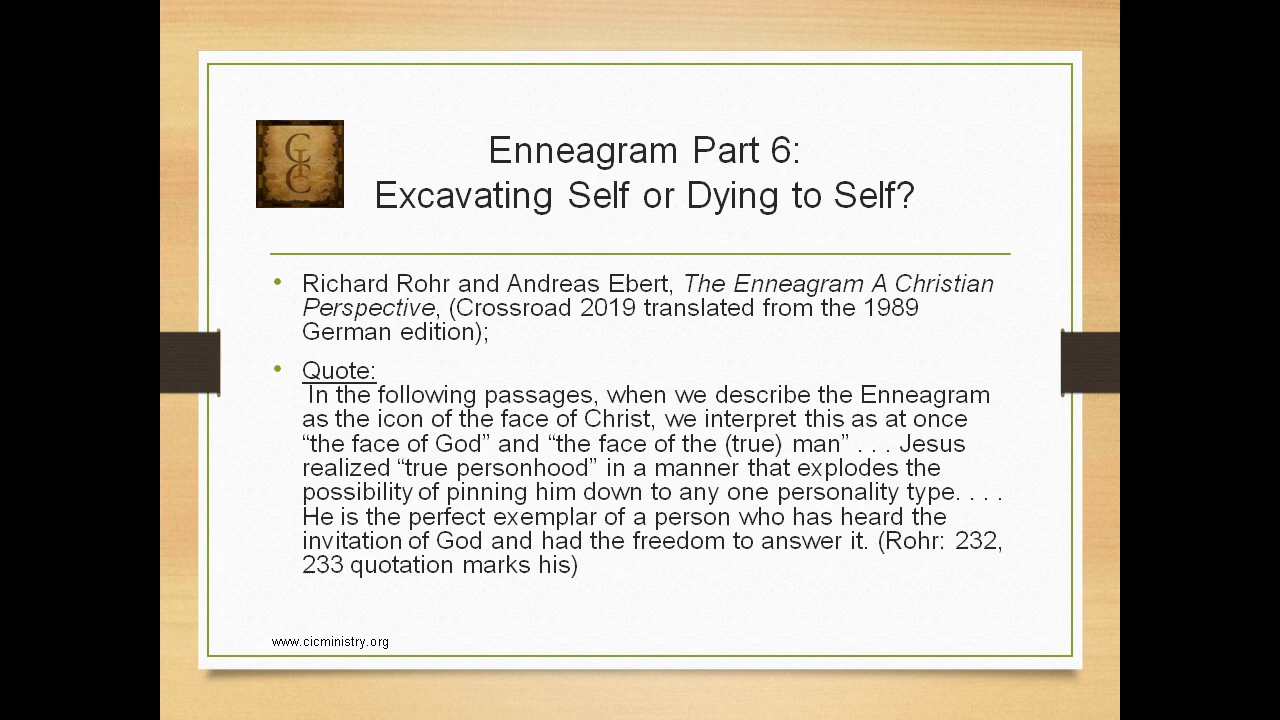 CIC
Enneagram Part 6:
Excavating Self or Dying to Self?
• Richard Rohr and Andreas Ebert, The Enneagram A Christian
Perspective, (Crossroad 2019 translated from the 1989
German edition);
• Quote:
In the following passages, when we describe the Enneagram
as the icon of the face of Christ, we interpret this as at once
“the face of God” and “the face of the (true) man” . . . Jesus
realized “true personhood” in a manner that explodes the
possibility of pinning him down to any one personality type. . . .
He is the perfect exemplar of a person who has heard the
invitation of God and had the freedom to answer it. (Rohr: 232,
233 quotation marks his)
www.cicministry.org